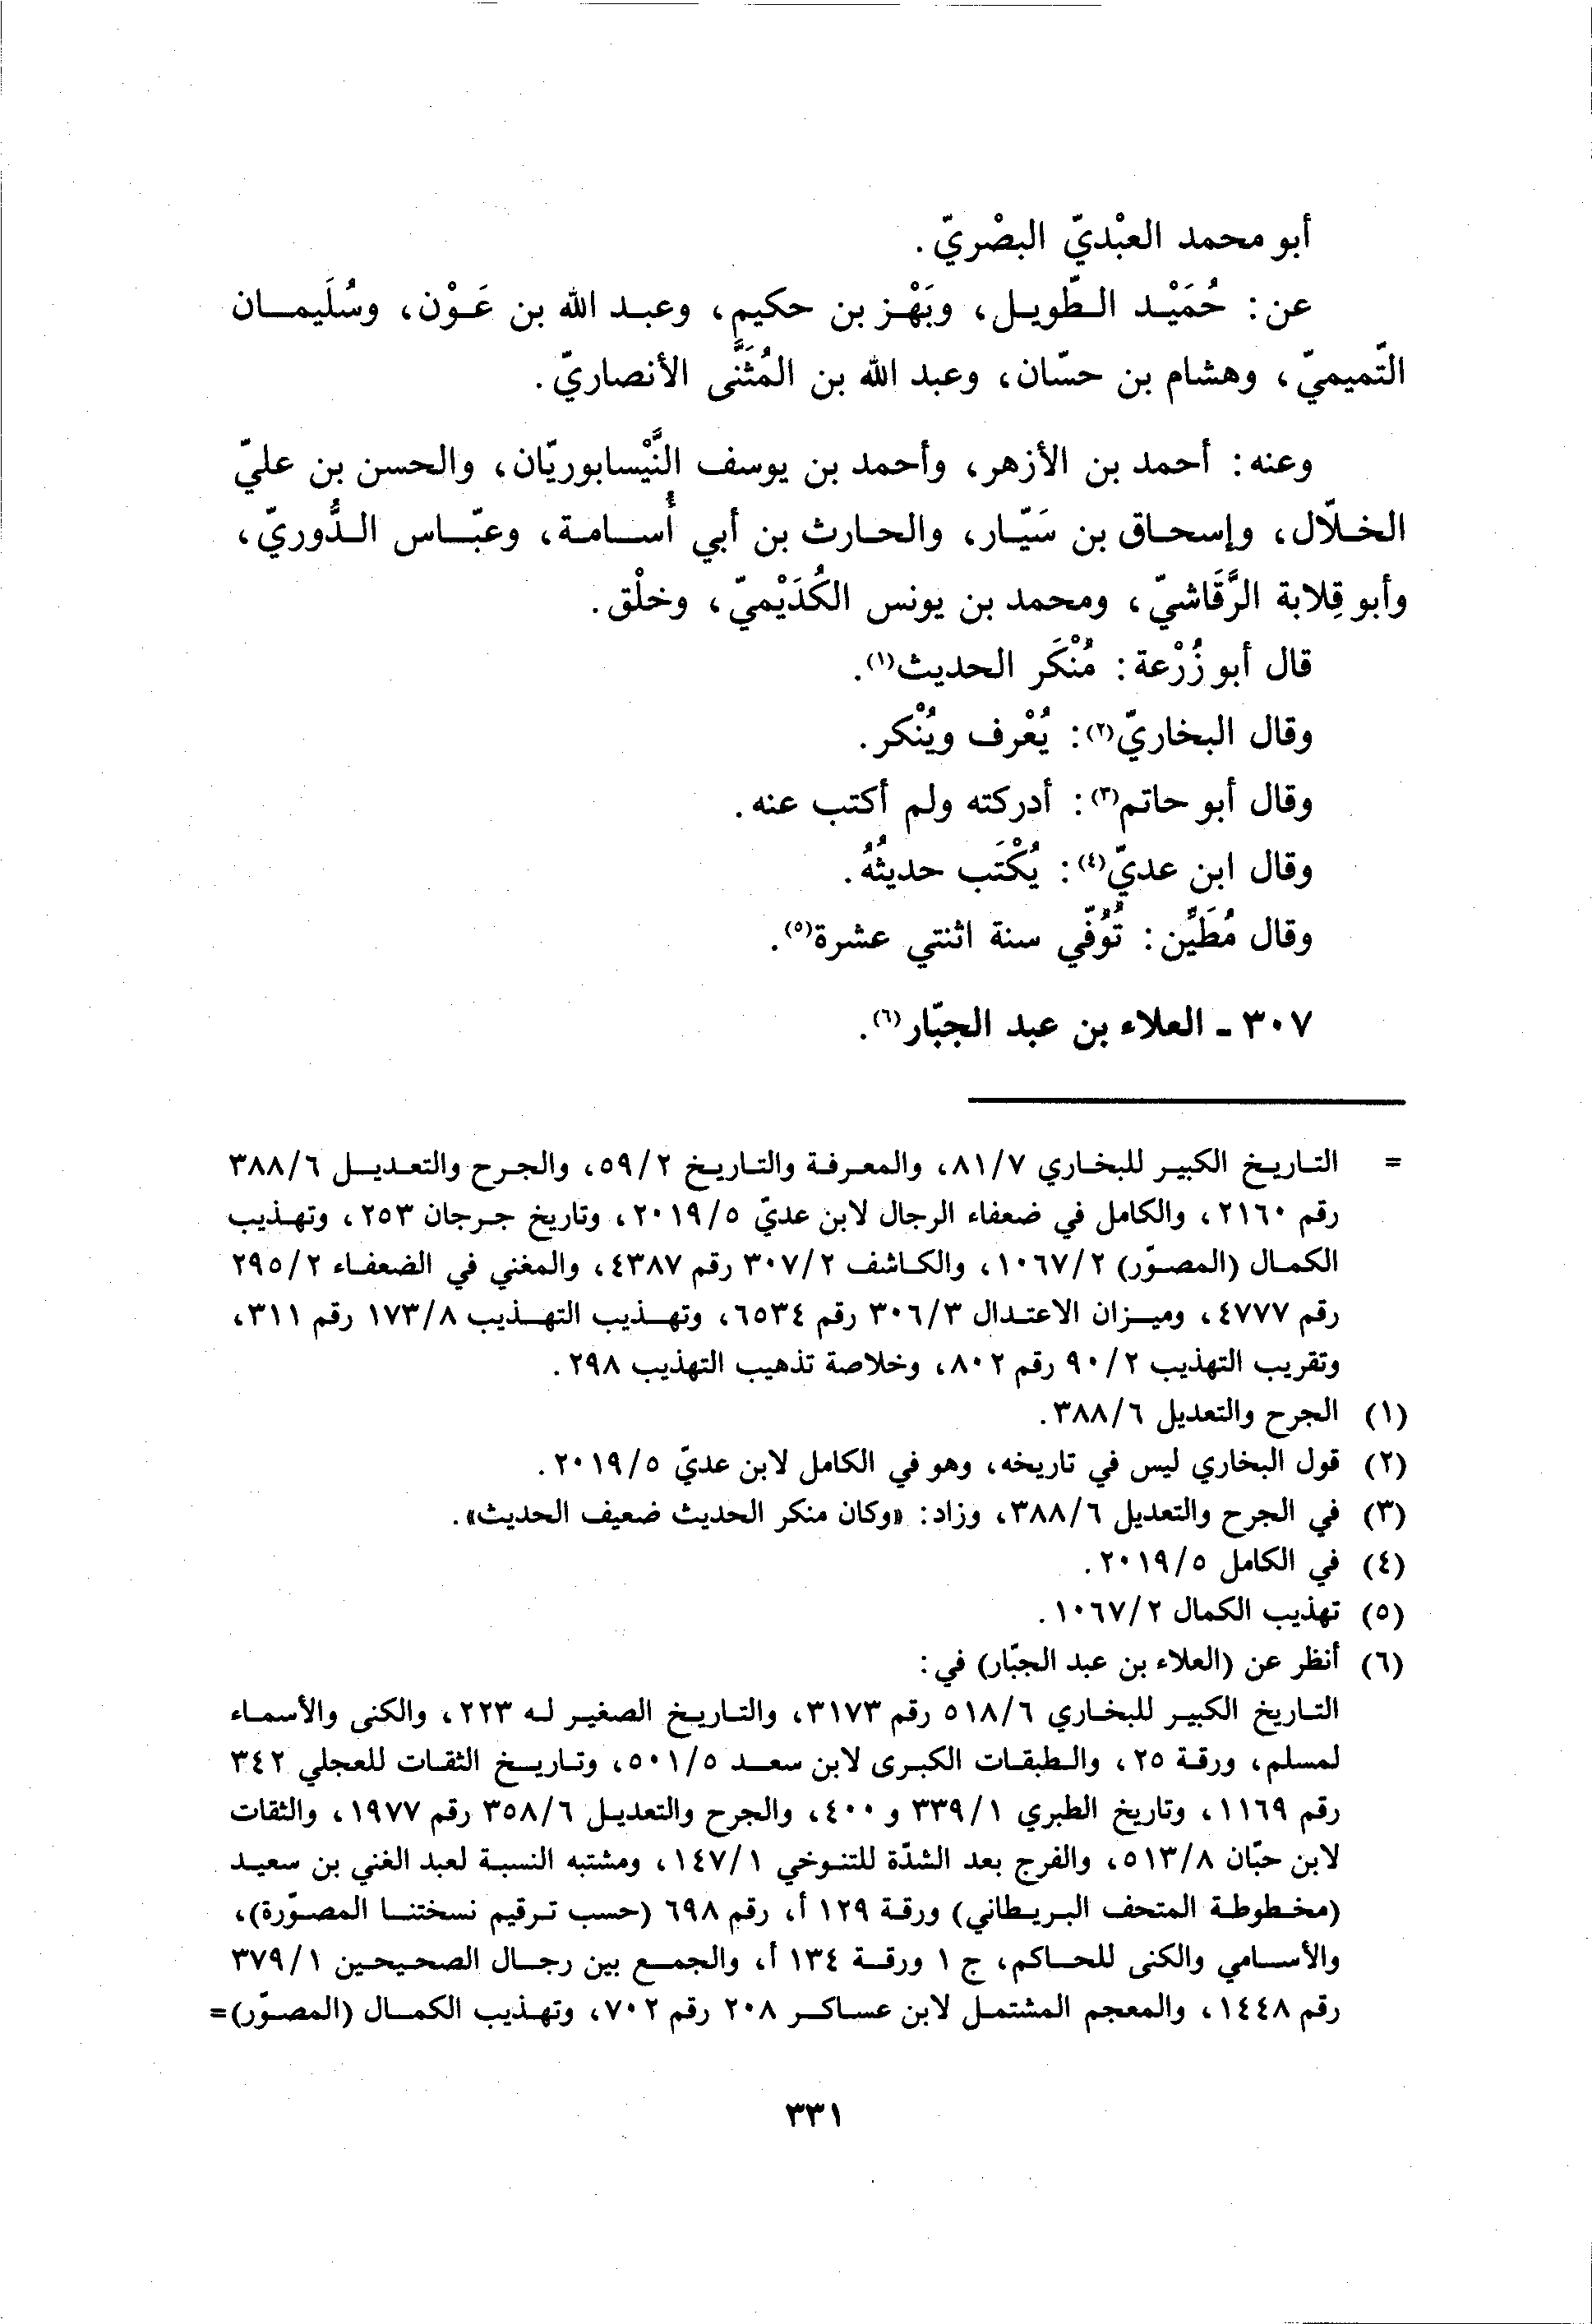 أبو محمد العبْديّ البصْريّ.
عن: حُمَيْد الطّويل، وبَهْز بن حكيم، وعبد الله بن عَوْن، وسُلَيمان
التّميميّ، وهشام بن حسّان، وعبد الله بن المُثَنَّى الأنصاريّ.
وعنه: أحمد بن الأزهر، وأحمد بن يوسف النَّيْسابوريّان، والحسن بن عليّ
الخلّال، وإسحاق بن سَيّار، والحارث بن أبي أُسامة، وعبّاس الدُّوريّ،
وأبو قِلابة الرَّقَاشيّ، ومحمد بن يونس الكُدَيْميّ، وخلْق.
قال أبو زُرْعة: مُنْكَر الحديث(١).
وقال البخاريّ(٢): يُعْرف ويُنْكر.
وقال أبو حاتم(٣): أدركته ولم أكتب عنه.
وقال ابن عديّ(٤): يُكْتَب حديثُهُ.
وقال مُطَيِّن: تُوُفّي سنة اثنتي عشرة(٥).
٣٠٧ ـ العلاء بن عبد الجبّار(٦).
= التاريخ الكبير للبخاري ٨١/٧، والمعرفة والتاريخ ٥٩/٢، والجرح والتعديل ٣٨٨/٦
رقم ٢١٦٠، والكامل في ضعفاء الرجال لابن عديّ ٢٠١٩/٥، وتاريخ جرجان ٢٥٣، وتهذيب
الكمال (المصوّر) ١٠٦٧/٢، والكاشف ٣٠٧/٢ رقم ٤٣٨٧، والمغني في الضعفاء ٢٩٥/٢
رقم ٤٧٧٧، وميزان الاعتدال ٣٠٦/٣ رقم ٦٥٣٤، وتهذيب التهذيب ١٧٣/٨ رقم ٣١١،
وتقريب التهذيب ٩٠/٢ رقم ٨٠٢، وخلاصة تذهيب التهذيب ٢٩٨.
(١) الجرح والتعديل ٣٨٨/٦.
(٢) قول البخاري ليس في تاريخه، وهو في الكامل لابن عديّ ٢٠١٩/٥.
(٣) في الجرح والتعديل ٣٨٨/٦، وزاد: «وكان منكر الحديث ضعيف الحديث».
(٤) في الكامل ٢٠١٩/٥.
(٥) تهذيب الكمال ١٠٦٧/٢.
(٦) أنظر عن (العلاء بن عبد الجبّار) في:
التاريخ الكبير للبخاري ٥١٨/٦ رقم ٣١٧٣، والتاريخ الصغير له ٢٢٣، والكنى والأسماء
لمسلم، ورقة ٢٥، والطبقات الكبرى لابن سعد ٥٠١/٥، وتاريخ الثقات للعجلي ٣٤٢
رقم ١١٦٩، وتاريخ الطبري ٣٣٩/١ و ٤٠٠، والجرح والتعديل ٣٥٨/٦ رقم ١٩٧٧، والثقات
لابن حبّان ٥١٣/٨، والفرج بعد الشدّة للتنوخي ١٤٧/١، ومشتبه النسبة لعبد الغني بن سعيد
(مخطوطة المتحف البريطاني) ورقة ١٢٩ أ، رقم ٦٩٨ (حسب ترقيم نسختنا المصوّرة)،
والأسامي والكنى للحاكم، ج ١ ورقة ١٣٤ أ، والجمع بين رجال الصحيحين ٣٧٩/١
رقم ١٤٤٨، والمعجم المشتمل لابن عساكر ٢٠٨ رقم ٧٠٢، وتهذيب الكمال (المصوّر)=
٣٣١